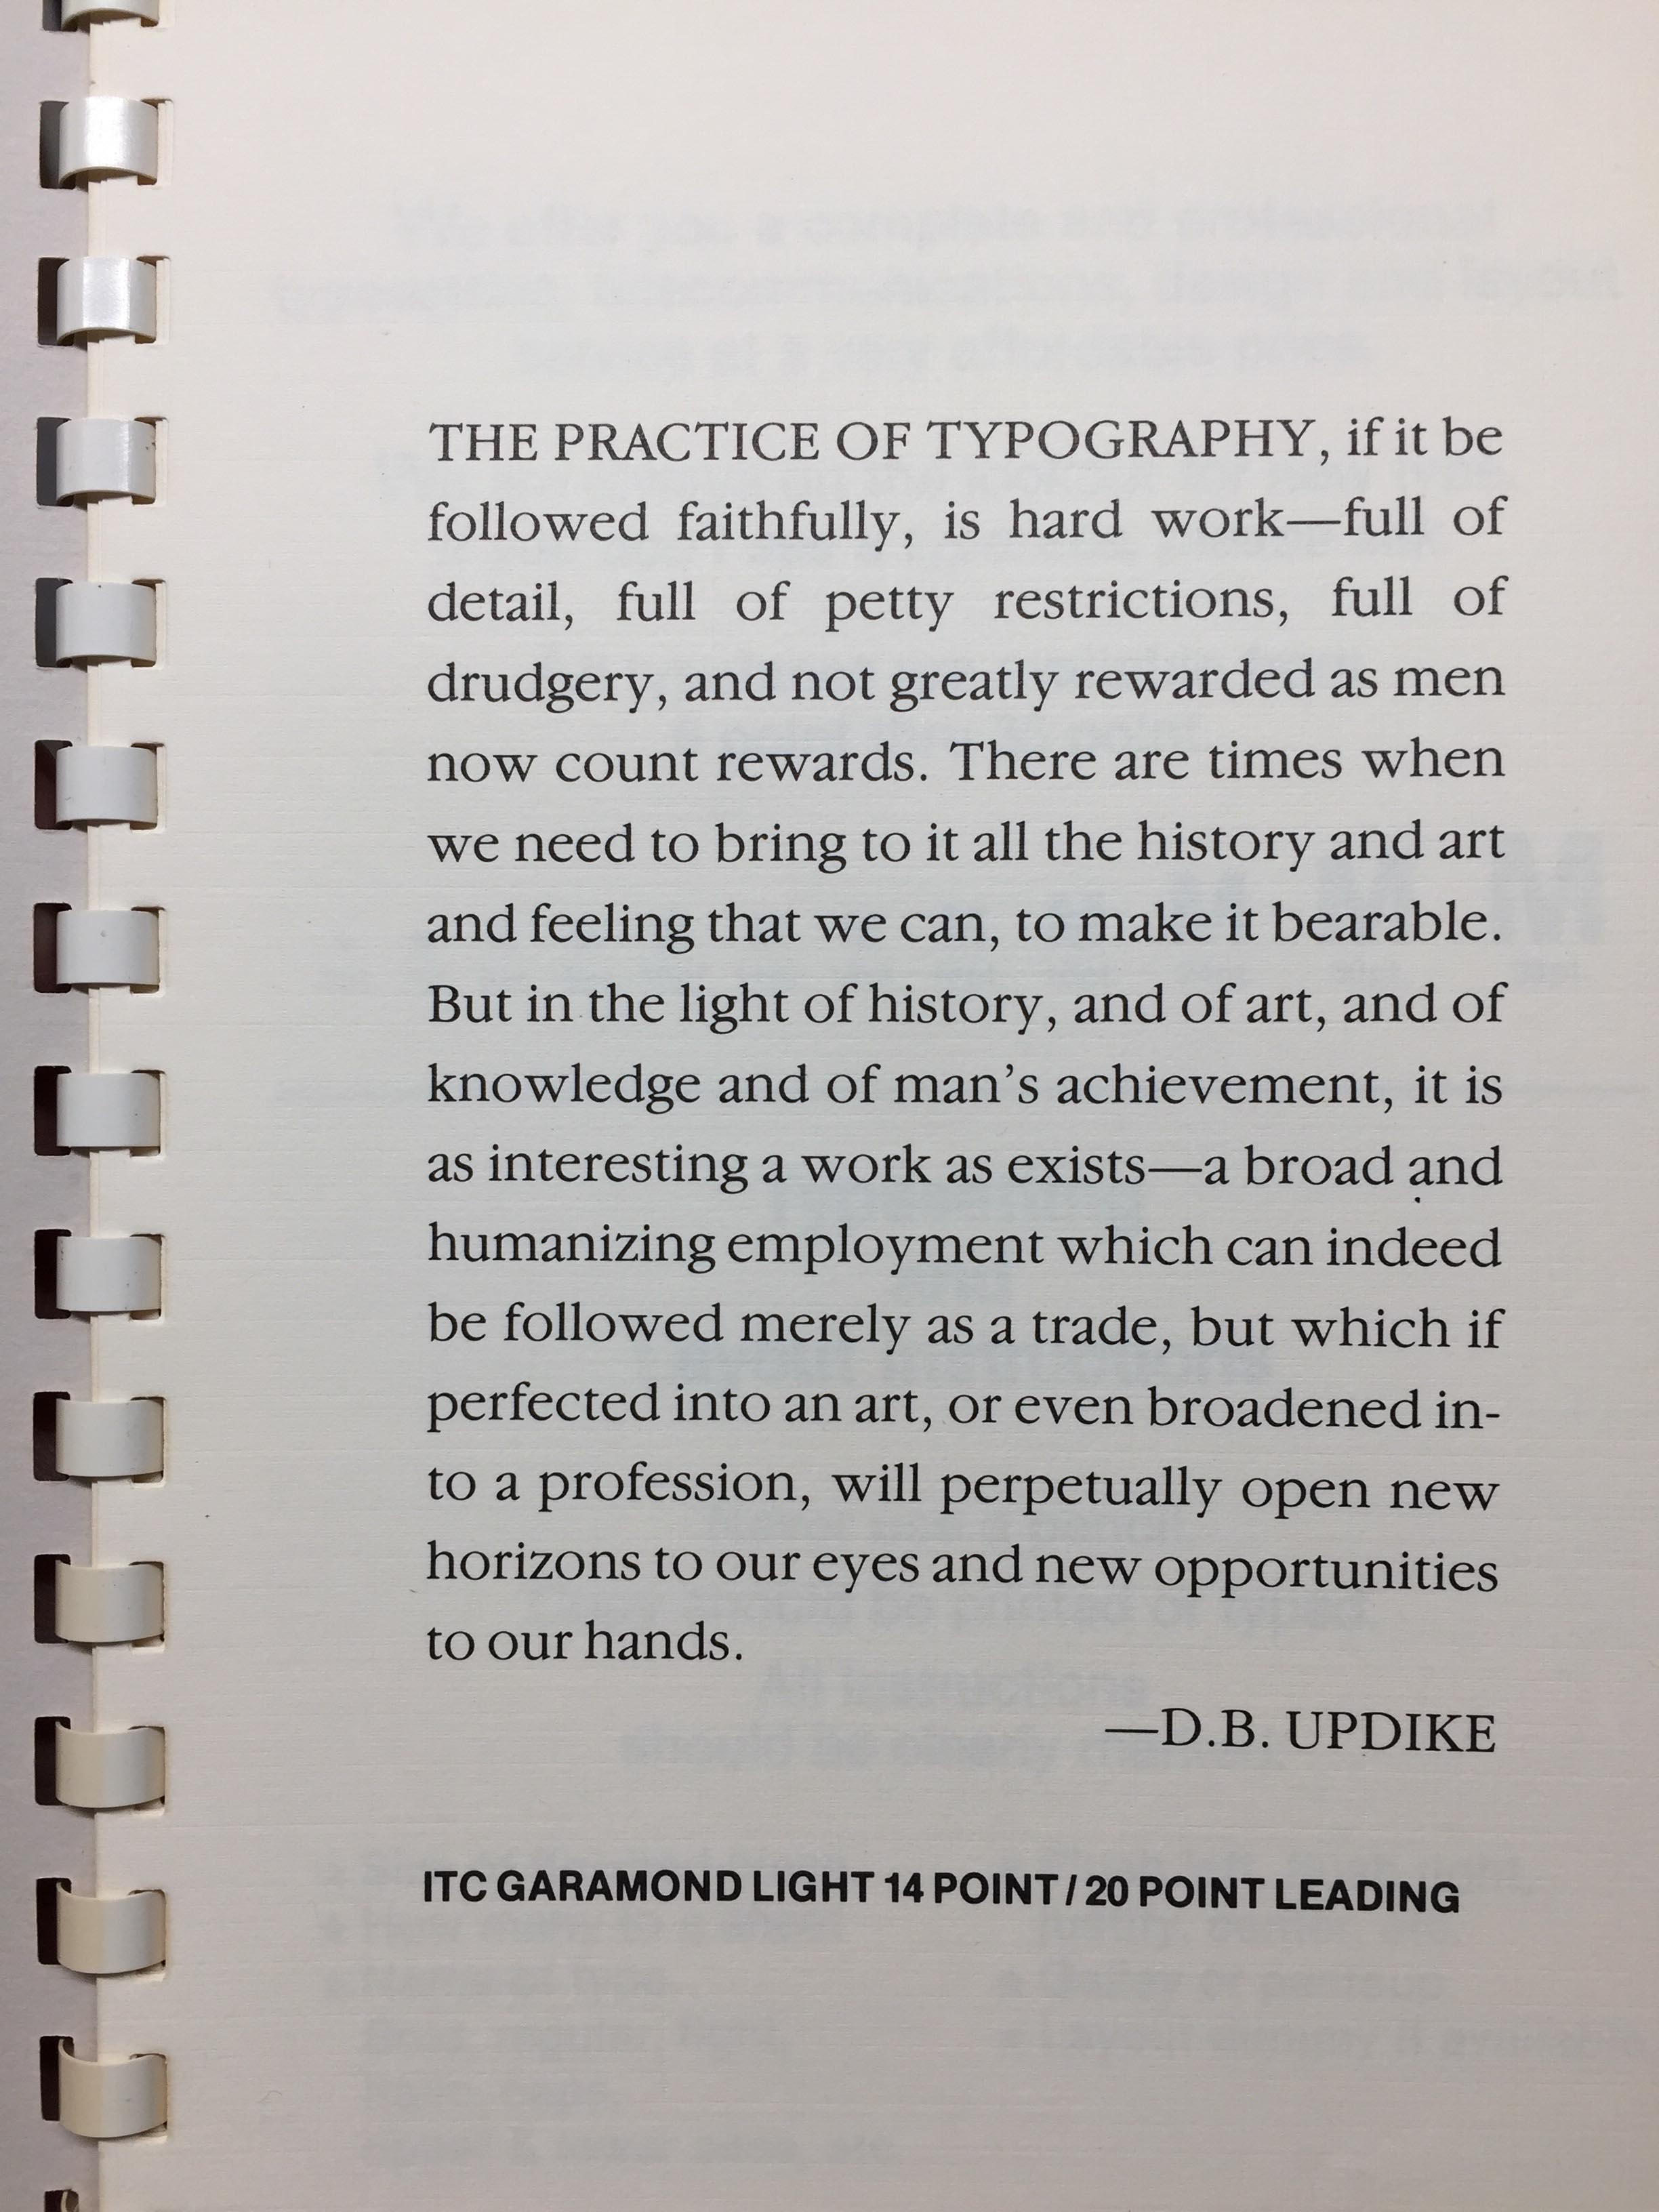 THE PRACTICE OF TYPOGRAPHY, if it be
followed faithfully, is hard work—full of
detail, full of petty restrictions, full of
drudgery, and not greatly rewarded as men
now count rewards. There are times when
we need to bring to it all the history and art
and feeling that we can, to make it bearable.
But in the light of history, and of art, and of
knowledge and of man's achievement, it is
as interesting a work as exists—a broad and
humanizing employment which can indeed
be followed merely as a trade, but which if
perfected into an art, or even broadened in-
to a profession, will perpetually open new
horizons to our eyes and new opportunities
to our hands.
—D.B. UPDIKE
ITC GARAMOND LIGHT 14 POINT / 20 POINT LEADING